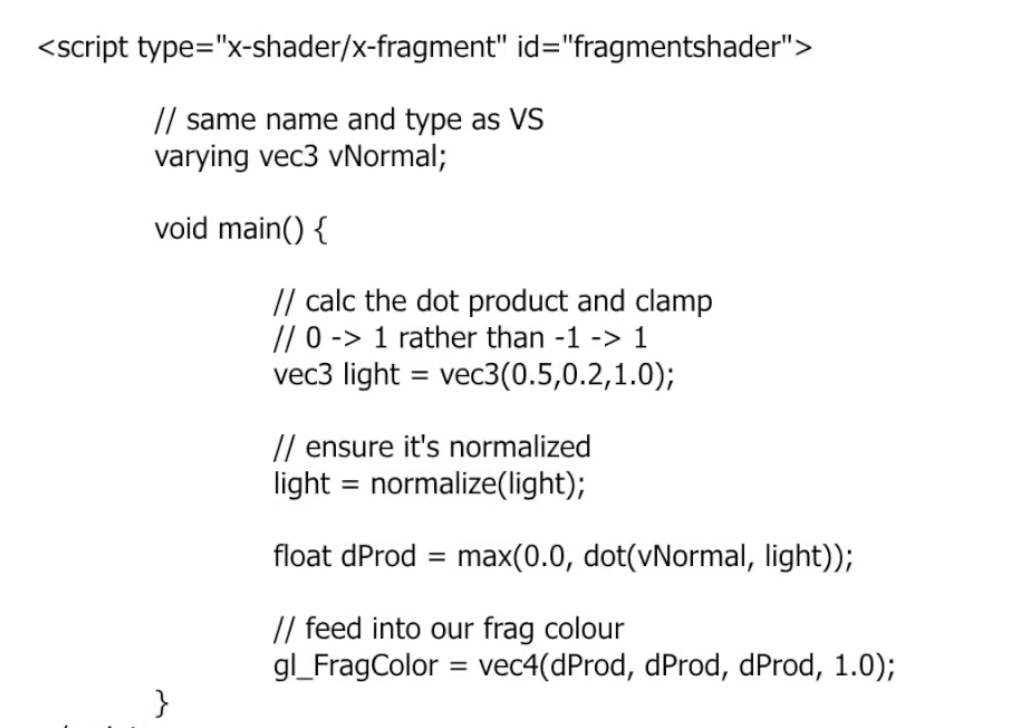 <script type="x-shader/x-fragment" id="fragmentshader">
// same name and type as VS
varying vec3 vNormal;
void main() {
// calc the dot product and clamp
// 0 -> 1 rather than -1 -> 1
vec3 light = vec3(0.5,0.2,1.0);
// ensure it's normalized
light = normalize(light);
float dProd = max(0.0, dot(vNormal, light));
// feed into our frag colour
gl_FragColor = vec4(dProd, dProd, dProd, 1.0);
}